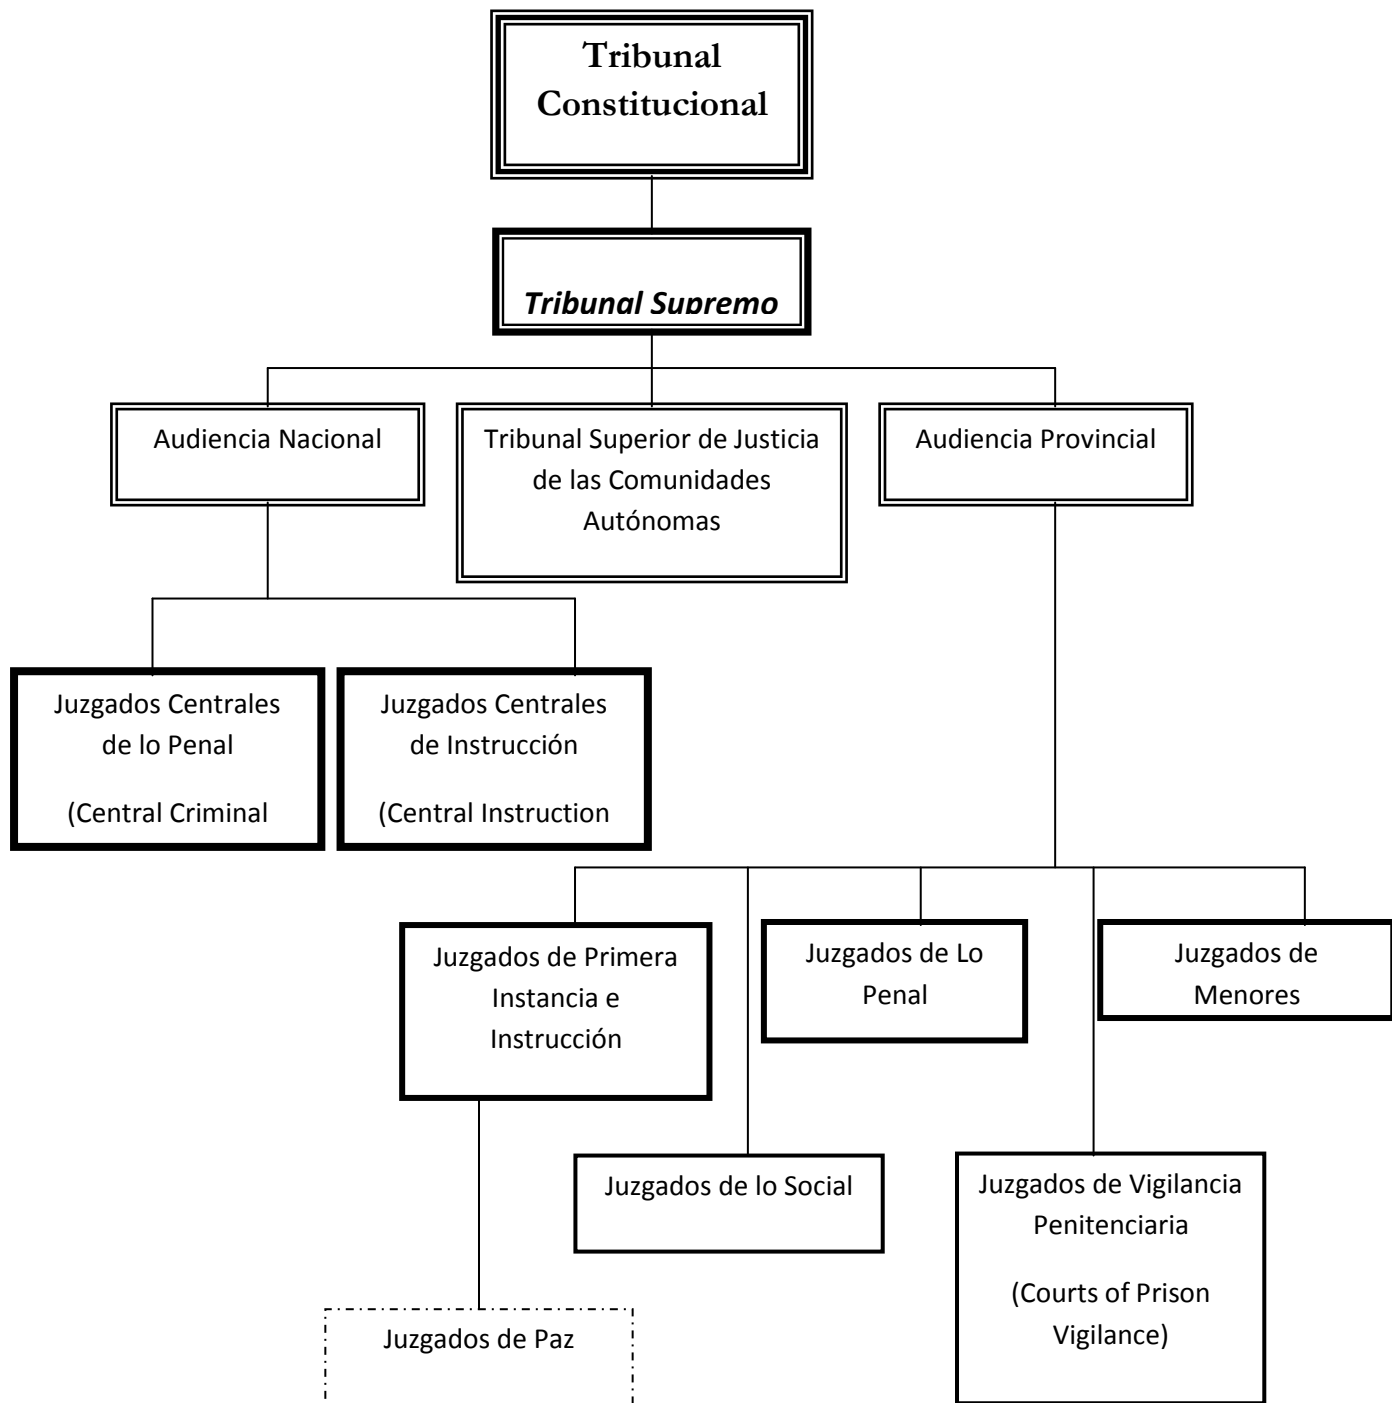 Tribunal
Constitucional
Tribunal Supremo
Audiencia Nacional
Tribunal Superior de Justicia
de las Comunidades
Autónomas
Audiencia Provincial
Juzgados Centrales
de lo Penal
(Central Criminal
Juzgados Centrales
de Instrucción
(Central Instruction
Juzgados de Primera
Instancia e
Instrucción
Juzgados de Lo
Penal
Juzgados de
Menores
Juzgados de lo Social
Juzgados de Vigilancia
Penitenciaria
(Courts of Prison
Vigilance)
Juzgados de Paz